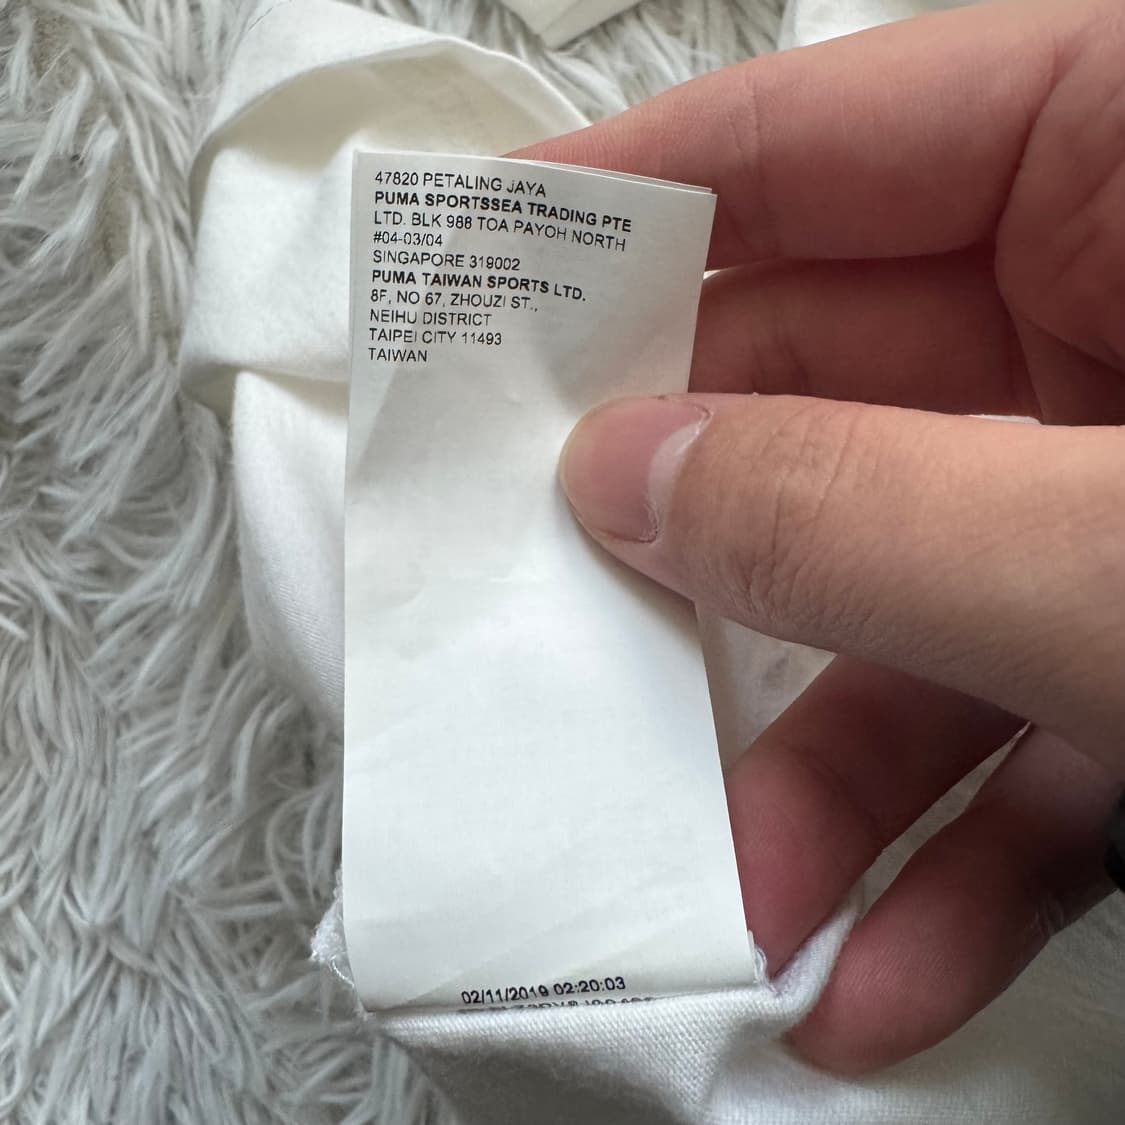 47820 PETALING JAYA
PUMA SPORTSSEA TRADING PTE
LTD. BLK 988 TOA PAYOH NORTH
#04-03/04
SINGAPORE 319002
PUMA TAIWAN SPORTS LTD.
8F, NO 67, ZHOUZI ST.,
NEIHU DISTRICT
TAIPEI CITY 11493
TAIWAN
02/11/2019 02:20:03